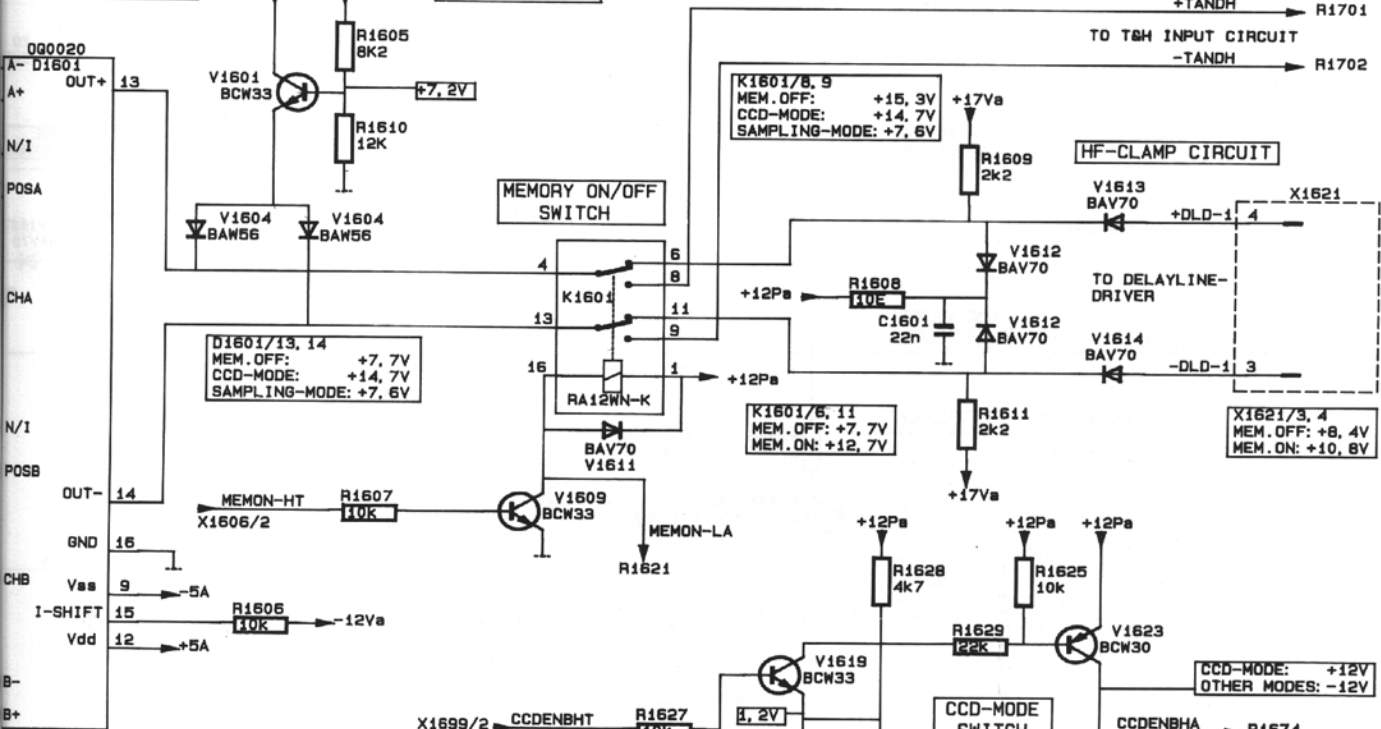 +TANDH
R1701
TO T&H INPUT CIRCUIT
-TANDH
R1702
R1605
8K2
OQ0020
A- D1601
OUT+
13
A+
V1601
BCW33
+7,2V
R1610
12K
N/I
POSA
K1601/8,9
MEM.OFF: +15,3V
CCD-MODE: +14,7V
SAMPLING-MODE: +7,6V
+17Va
R1609
2k2
HF-CLAMP CIRCUIT
MEMORY ON/OFF
SWITCH
V1613
BAV70
X1621
+DLD-1
4
V1604
BAW56
V1604
BAW56
4
6
8
K1601
11
13
9
V1612
BAV70
+12Pa
R1608
10E
C1601
22n
TO DELAYLINE-
DRIVER
V1612
BAV70
CHA
D1601/13,14
MEM.OFF: +7,7V
CCD-MODE: +14,7V
SAMPLING-MODE: +7,6V
16
1
+12Pa
RA12WN-K
V1614
BAV70
-DLD-1
3
K1601/6,11
MEM.OFF: +7,7V
MEM.ON: +12,7V
R1611
2k2
X1621/3,4
MEM.OFF: +8,4V
MEM.ON: +10,8V
N/I
POSB
BAV70
V1611
+17Va
OUT-
14
MEMON-HT
X1606/2
R1607
10k
V1609
BCW33
MEMON-LA
R1621
GND
16
CHB
Vss
9
-5A
I-SHIFT
15
R1606
10k
-12Va
Vdd
12
+5A
B-
B+
+12Pa
+12Pa
+12Pa
R1628
4k7
R1625
10k
R1629
22k
V1623
BCW30
V1619
BCW33
CCD-MODE: +12V
OTHER MODES: -12V
1,2V
CCD-MODE
SWITCH
X1699/2
CCDENBHT
R1627
CCDENBHA
R1674